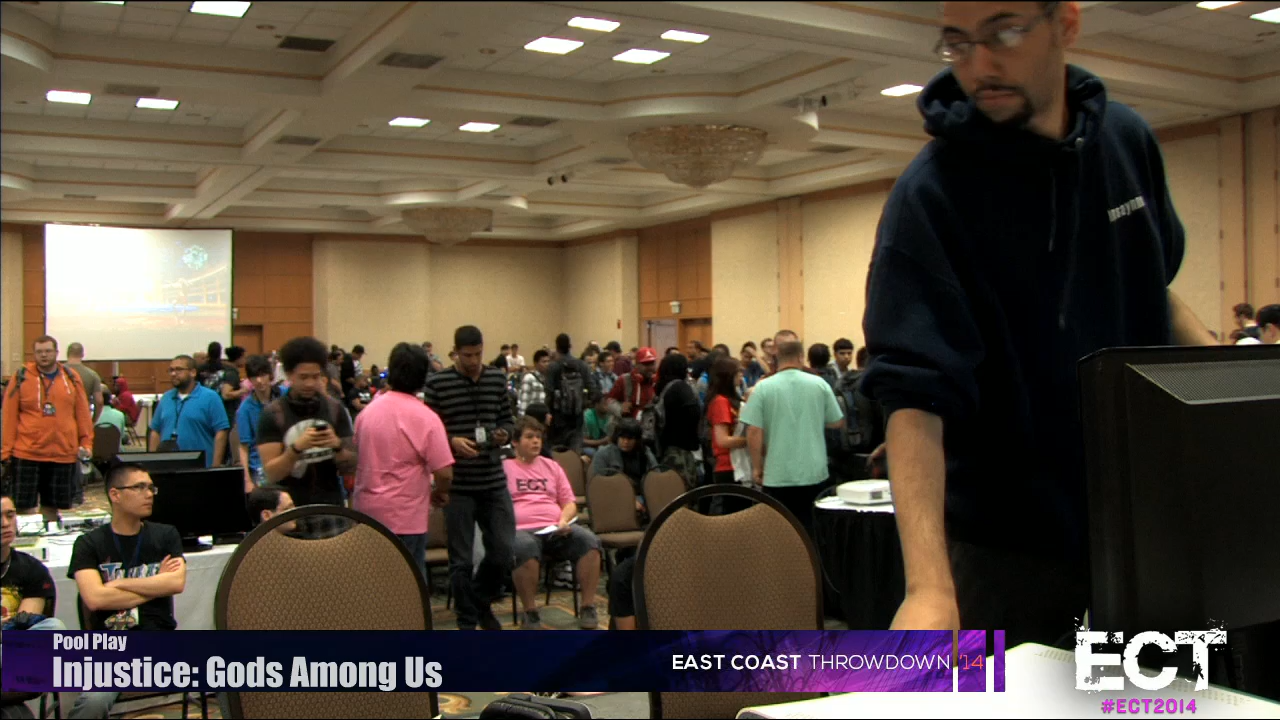 ECT
Pool Play
Injustice: Gods Among Us
EAST COAST THROWDOWN '14
ECT
#ECT2014